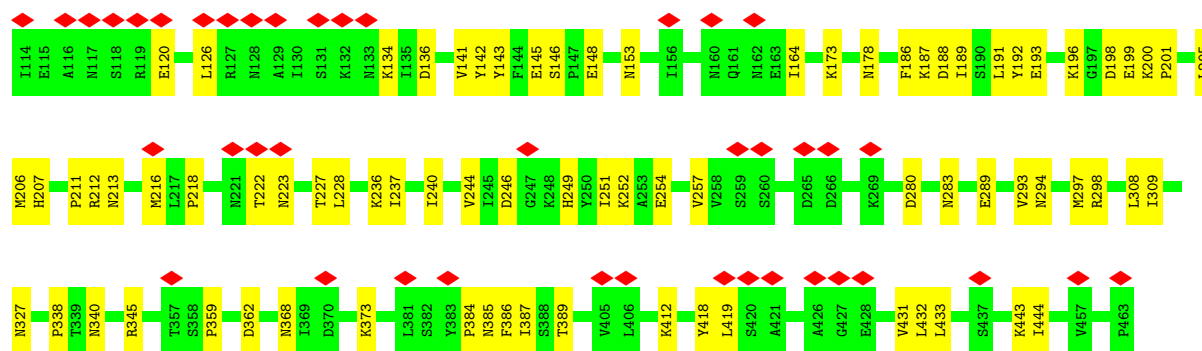 I114 E115 A116 N117 S118 R119 E120 L126 R127 N128 A129 I130 S131 K132 N133 K134 I135 D136 V141 Y142 Y143 F144 E145 S146 P147 E148 N153 I156 N160 Q161 N162 E163 I164 K173 N178 F186 K187 D188 I189 S190 L191 Y192 E193 K196 G197 D198 E199 K200 P201
M206 H207 P211 R212 N213 M216 L217 P218 N221 T222 N223 T227 L228 K236 I237 I240 V244 I245 D246 G247 K248 H249 Y250 I251 K252 A253 E254 V257 V258 S259 S260 D265 D266 K269 D280 N283 E289 V293 N294 M297 R298 L308 I309
N327 P338 T339 N340 R345 T357 S358 P359 D362 N368 I369 D370 K373 L381 S382 Y383 P384 N385 F386 I387 S388 T389 V405 L406 K412 Y418 L419 S420 A421 A426 G427 E428 V431 L432 L433 S437 K443 I444 V457 P463